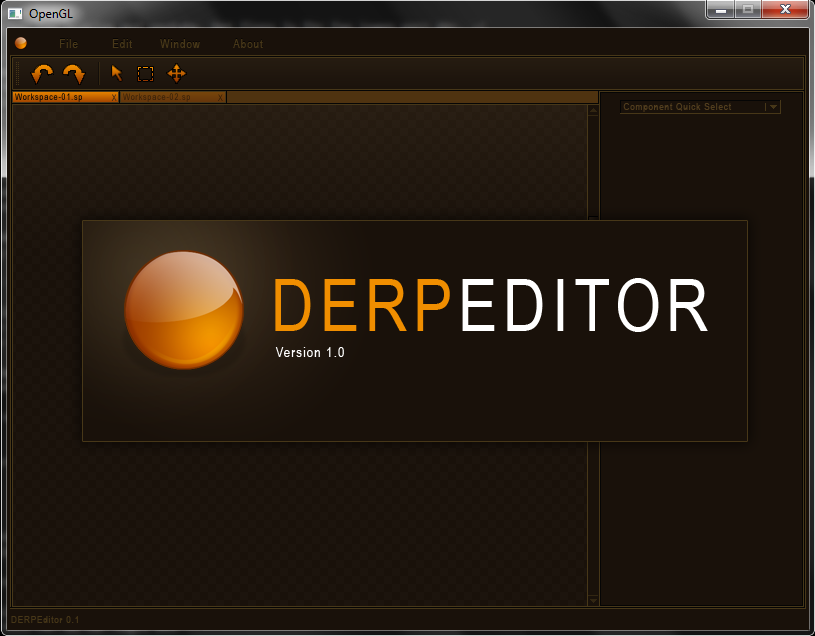 OpenGL
File Edit Window About
Workspace-01.sp x Workspace-02.sp x
Component Quick Select
DERPEDITOR
Version 1.0
DERPEditor 0.1